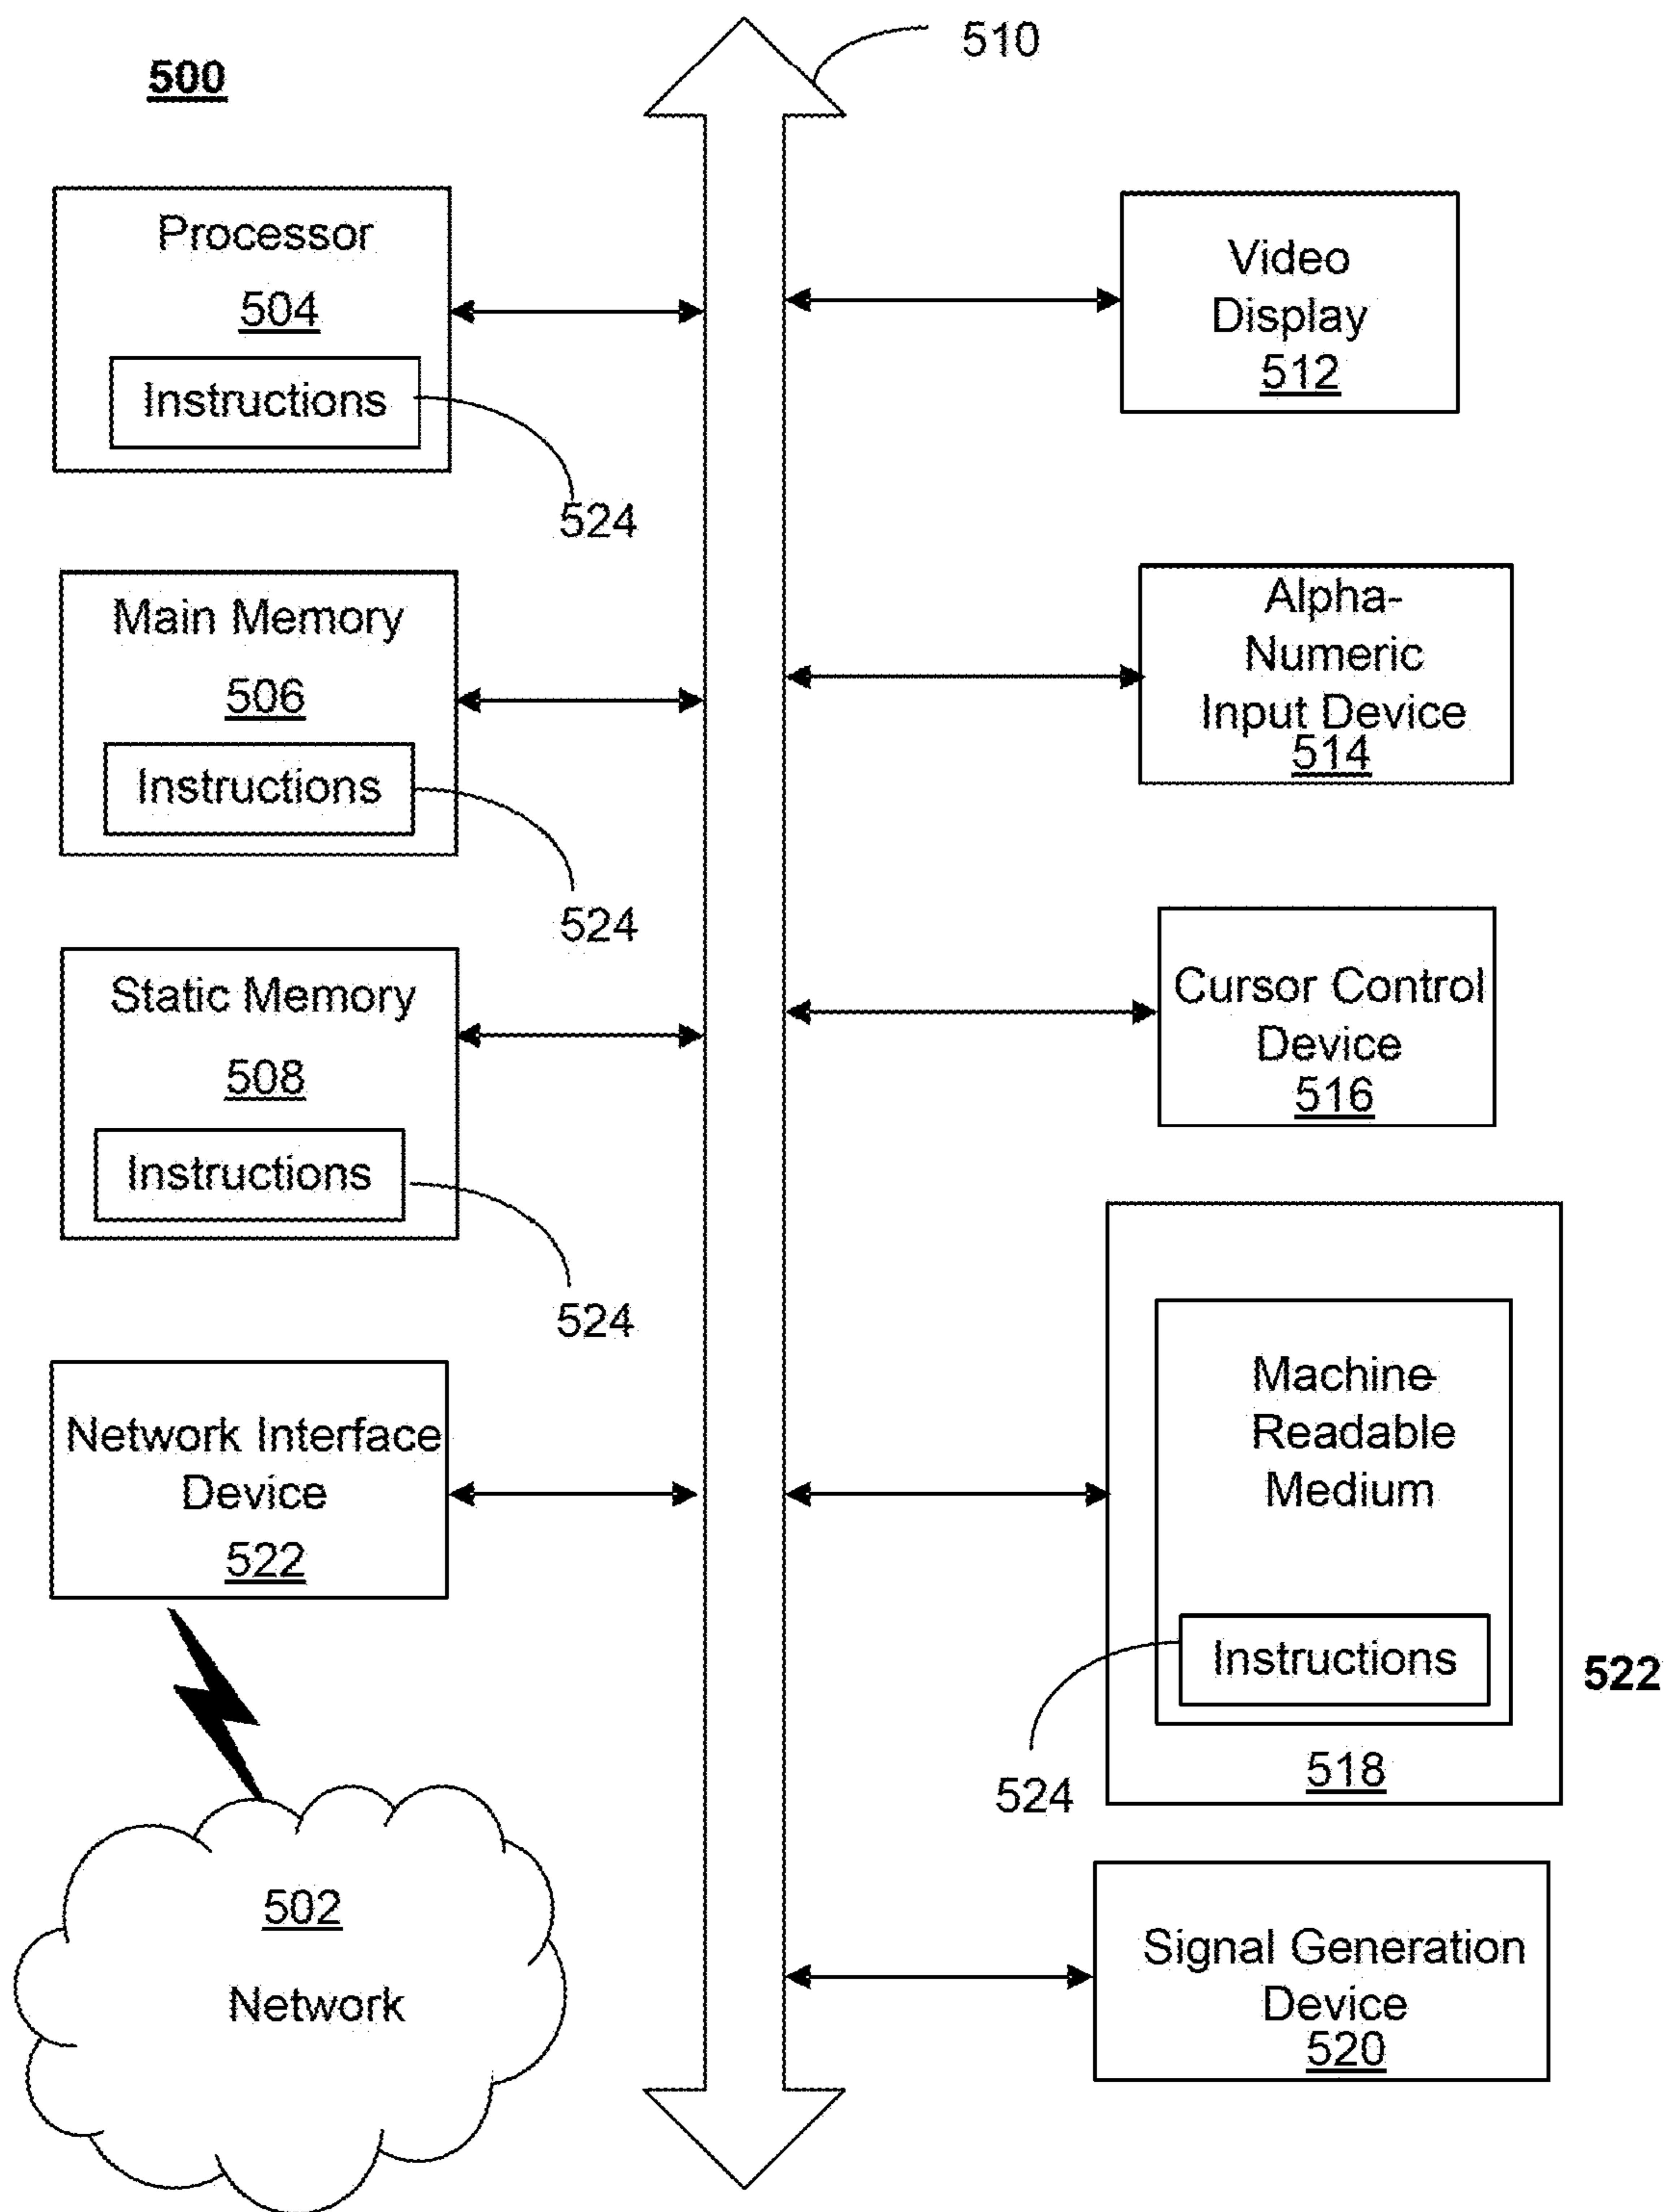 500
510
Processor
504
Instructions
524
Main Memory
506
Instructions
524
Static Memory
508
Instructions
524
Network Interface
Device
522
502
Network
Video
Display
512
Alpha-
Numeric
Input Device
514
Cursor Control
Device
516
Machine-
Readable
Medium
Instructions
524
518
522
Signal Generation
Device
520